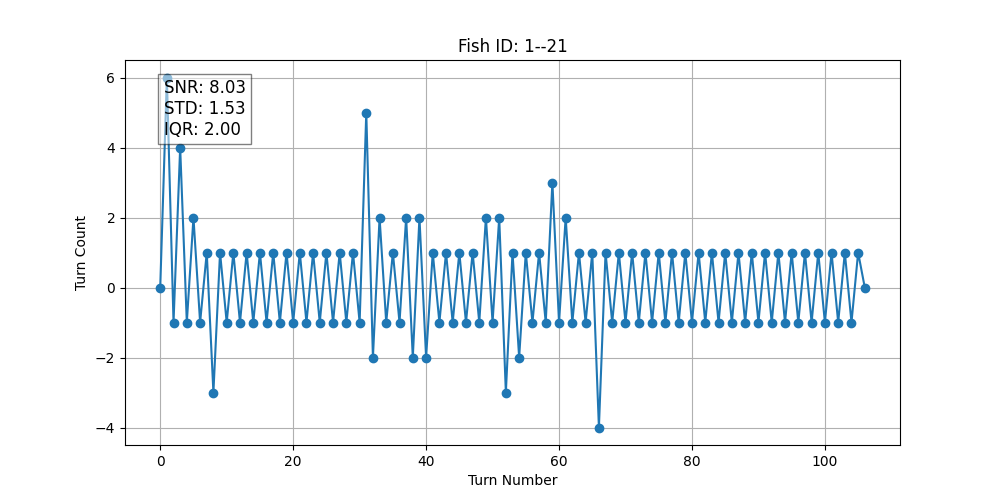 Fish ID: 1--21
SNR: 8.03
STD: 1.53
IQR: 2.00
6
4
2
0
−2
−4
Turn Count
0 20 40 60 80 100
Turn Number